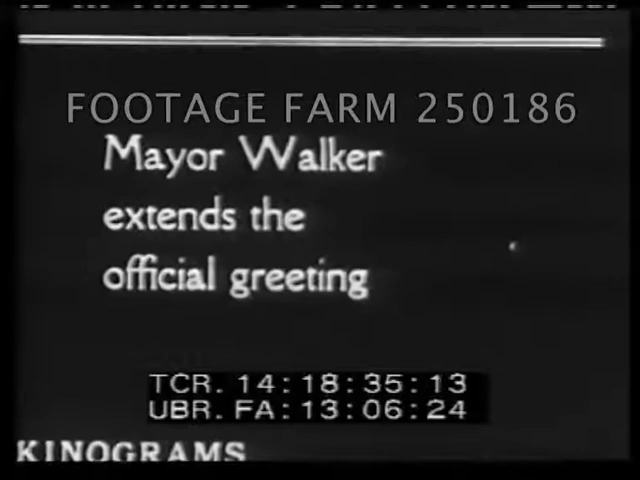 FOOTAGE FARM 250186
Mayor Walker
extends the
official greeting
TCR. 14:18:35:13
UBR. FA:13:06:24
KINOGRAMS